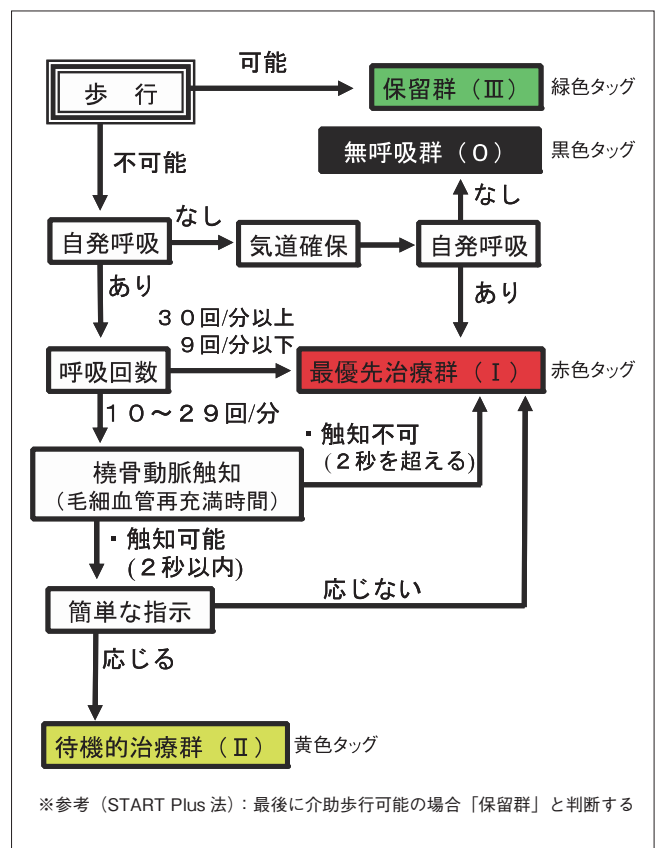 可能
歩 行
保留群(Ⅲ)
緑色タッグ
無呼吸群(0)
黒色タッグ
不可能
なし
なし
自発呼吸
気道確保
自発呼吸
あり
あり
30回/分以上
9回/分以下
呼吸回数
最優先治療群(Ⅰ)
赤色タッグ
10～29回/分
・触知不可
(2秒を超える)
橈骨動脈触知
(毛細血管再充満時間)
・触知可能
(2秒以内)
応じない
簡単な指示
応じる
待機的治療群(Ⅱ)
黄色タッグ
※参考(START Plus 法)：最後に介助歩行可能の場合「保留群」と判断する